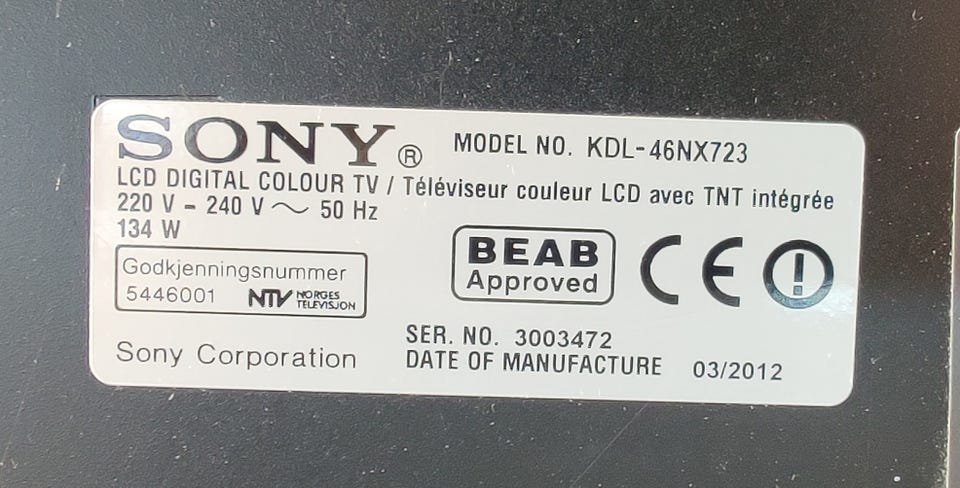 SONY®
MODEL NO. KDL-46NX723
LCD DIGITAL COLOUR TV / Téléviseur couleur LCD avec TNT intégrée
220 V - 240 V ~ 50 Hz
134 W
Godkjenningsnummer
5446001 NTV NORGES
TELEVISJON
BEAB
Approved
CE
Sony Corporation
SER. NO. 3003472
DATE OF MANUFACTURE 03/2012